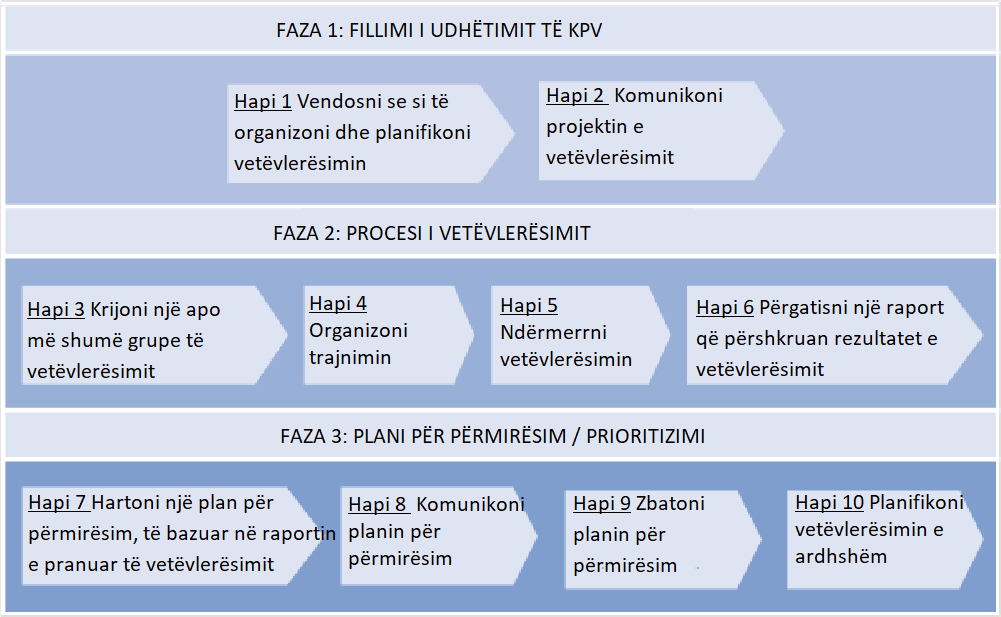 FAZA 1: FILLIMI I UDHËTIMIT TË KPV
Hapi 1 Vendosni se si të
organizoni dhe planifikoni
vetëvlerësimin
Hapi 2 Komunikoni
projektin e
vetëvlerësimit
FAZA 2: PROCESI I VETËVLERËSIMIT
Hapi 3 Krijoni një apo
më shumë grupe të
vetëvlerësimit
Hapi 4
Organizoni
trajnimin
Hapi 5
Ndërmerrni
vetëvlerësimin
Hapi 6 Përgatisni një raport
që përshkruan rezultatet e
vetëvlerësimit
FAZA 3: PLANI PËR PËRMIRËSIM / PRIORITIZIMI
Hapi 7 Hartoni një plan për
përmirësim, të bazuar në raportin
e pranuar të vetëvlerësimit
Hapi 8 Komunikoni
planin për
përmirësim
Hapi 9 Zbatoni
planin për
përmirësim
Hapi 10 Planifikoni
vetëvlerësimin e
ardhshëm